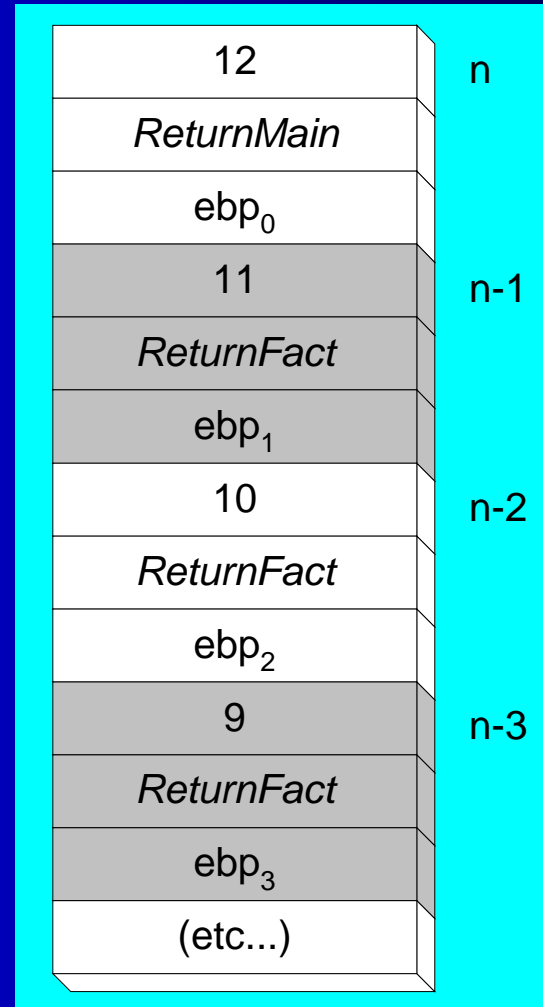 12 n
ReturnMain
ebp₀
11 n-1
ReturnFact
ebp₁
10 n-2
ReturnFact
ebp₂
9 n-3
ReturnFact
ebp₃
(etc...)